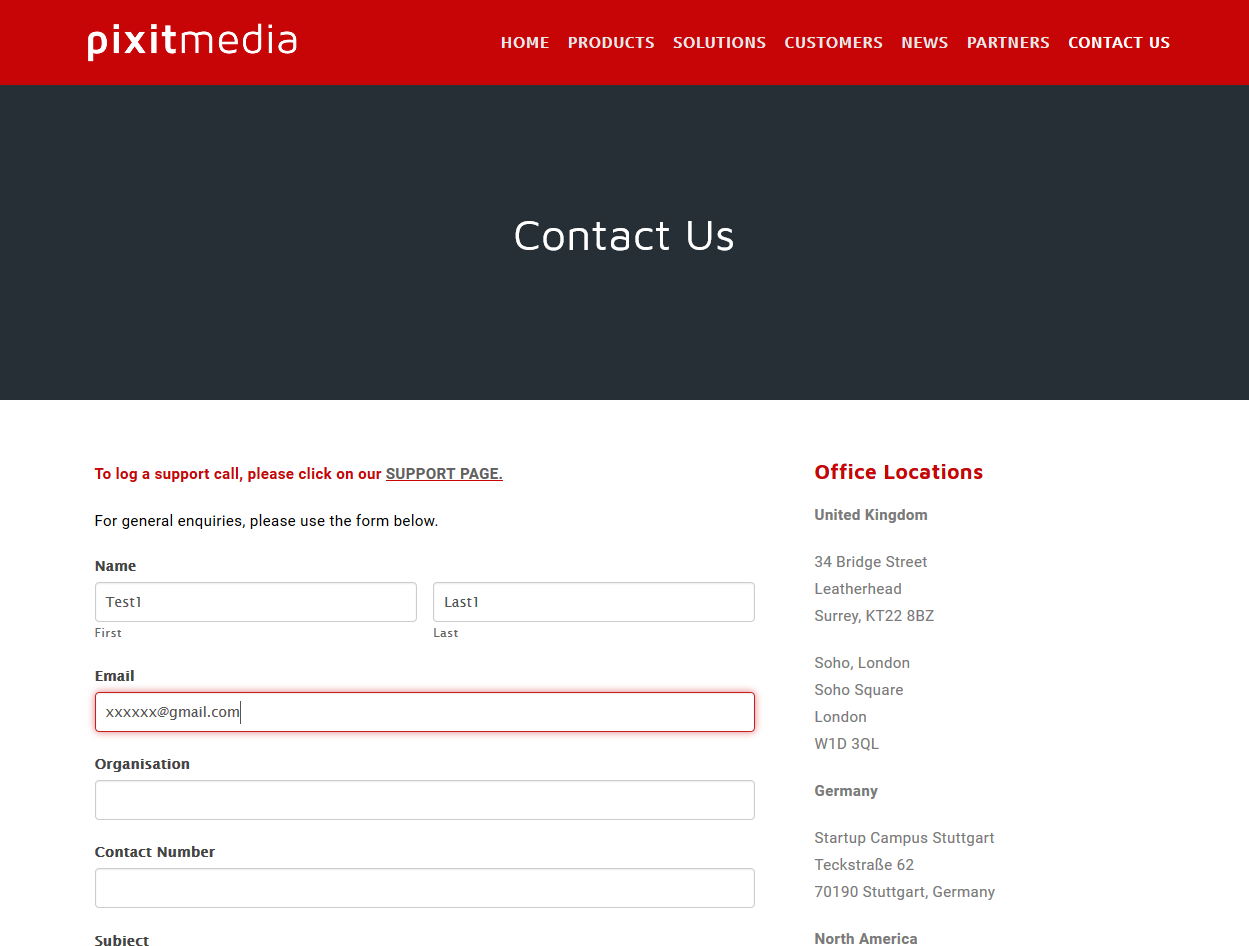 pixitmedia
HOME PRODUCTS SOLUTIONS CUSTOMERS NEWS PARTNERS CONTACT US
Contact Us
To log a support call, please click on our SUPPORT PAGE.
For general enquiries, please use the form below.
Name
Test1 Last1
First Last
Email
xxxxxx@gmail.com
Organisation
Contact Number
Subject
Office Locations
United Kingdom
34 Bridge Street
Leatherhead
Surrey, KT22 8BZ
Soho, London
Soho Square
London
W1D 3QL
Germany
Startup Campus Stuttgart
Teckstraße 62
70190 Stuttgart, Germany
North America